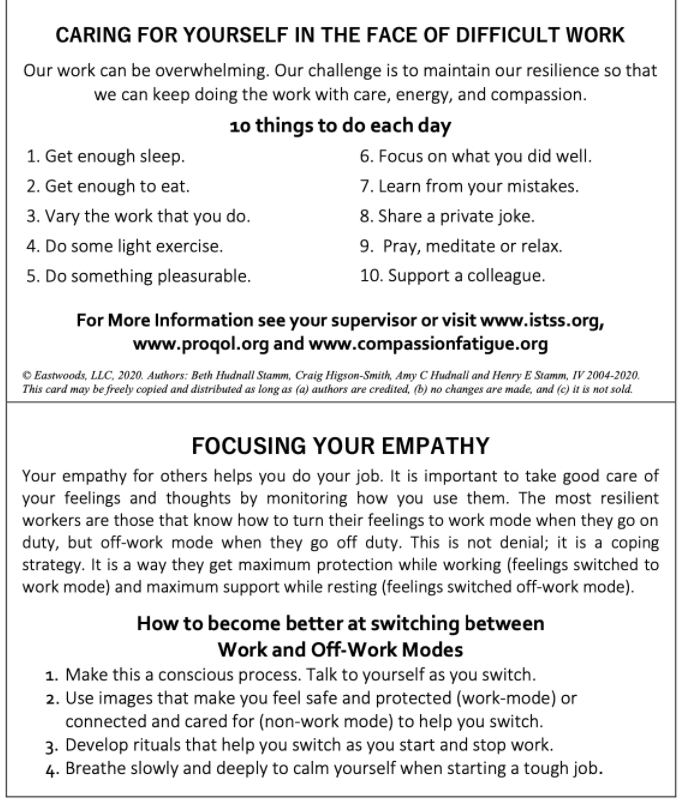 CARING FOR YOURSELF IN THE FACE OF DIFFICULT WORK
Our work can be overwhelming. Our challenge is to maintain our resilience so that
we can keep doing the work with care, energy, and compassion.
10 things to do each day
1. Get enough sleep.
2. Get enough to eat.
3. Vary the work that you do.
4. Do some light exercise.
5. Do something pleasurable.
6. Focus on what you did well.
7. Learn from your mistakes.
8. Share a private joke.
9. Pray, meditate or relax.
10. Support a colleague.
For More Information see your supervisor or visit www.istss.org,
www.proqol.org and www.compassionfatigue.org
© Eastwoods, LLC, 2020. Authors: Beth Hudnall Stamm, Craig Higson-Smith, Amy C Hudnall and Henry E Stamm, IV 2004-2020.
This card may be freely copied and distributed as long as (a) authors are credited, (b) no changes are made, and (c) it is not sold.
FOCUSING YOUR EMPATHY
Your empathy for others helps you do your job. It is important to take good care of
your feelings and thoughts by monitoring how you use them. The most resilient
workers are those that know how to turn their feelings to work mode when they go on
duty, but off-work mode when they go off duty. This is not denial; it is a coping
strategy. It is a way they get maximum protection while working (feelings switched to
work mode) and maximum support while resting (feelings switched off-work mode).
How to become better at switching between
Work and Off-Work Modes
1. Make this a conscious process. Talk to yourself as you switch.
2. Use images that make you feel safe and protected (work-mode) or
connected and cared for (non-work mode) to help you switch.
3. Develop rituals that help you switch as you start and stop work.
4. Breathe slowly and deeply to calm yourself when starting a tough job.